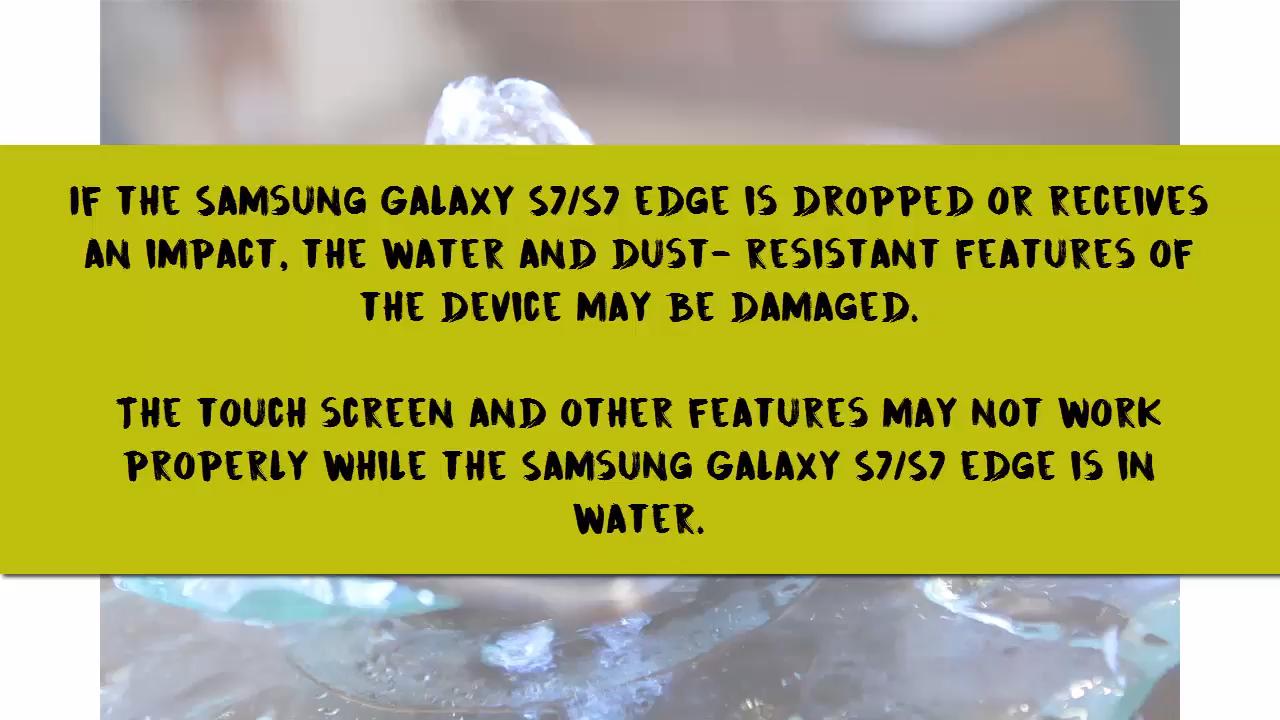 IF THE SAMSUNG GALAXY S7/S7 EDGE IS DROPPED OR RECEIVES
AN IMPACT, THE WATER AND DUST- RESISTANT FEATURES OF
THE DEVICE MAY BE DAMAGED.
THE TOUCH SCREEN AND OTHER FEATURES MAY NOT WORK
PROPERLY WHILE THE SAMSUNG GALAXY S7/S7 EDGE IS IN
WATER.